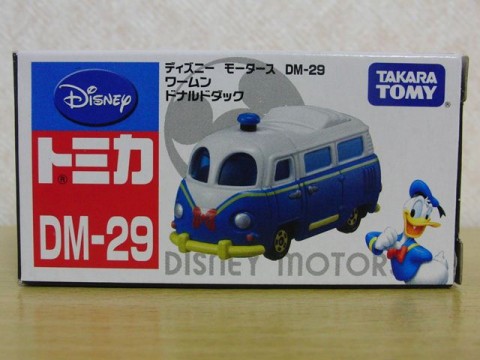 Disney
ディズニー モータース DM-29
ワームン
ドナルドダック
TAKARA
TOMY
トミカ
®
DM-29
DISNEY MOTORS